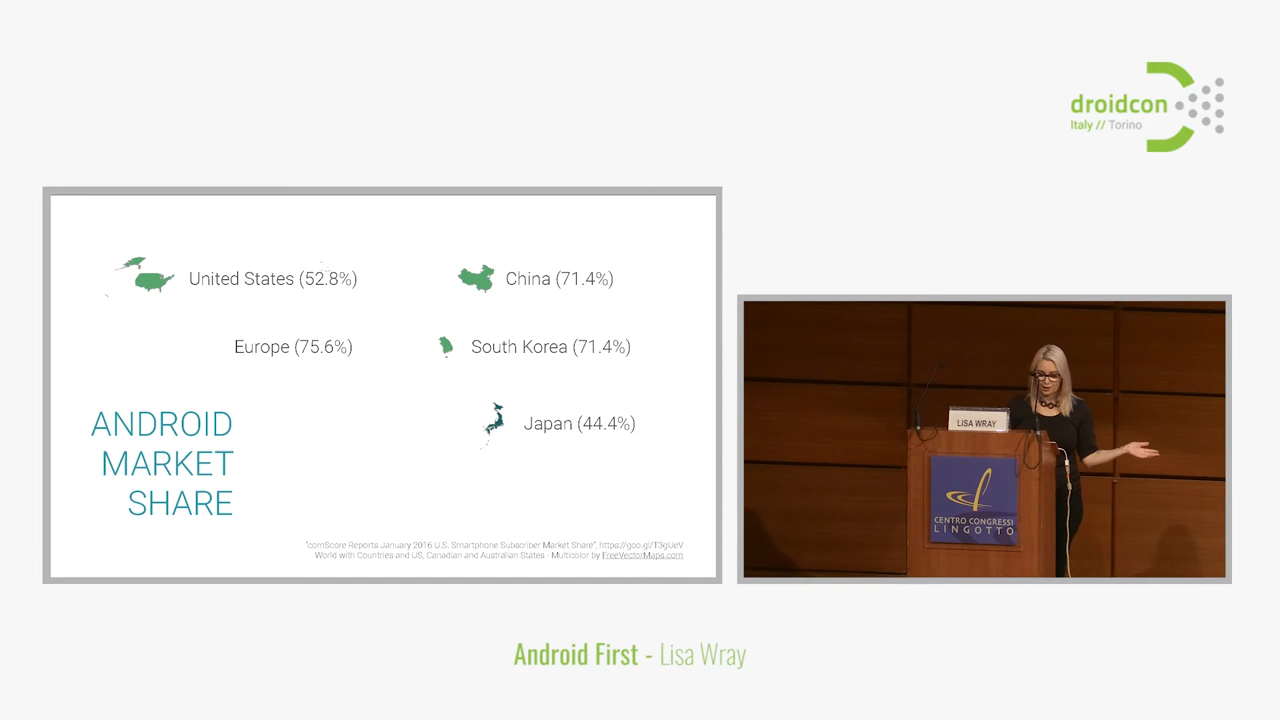 droidcon
Italy // Torino
United States (52.8%)
China (71.4%)
Europe (75.6%)
South Korea (71.4%)
Japan (44.4%)
ANDROID
MARKET
SHARE
"comScore Reports January 2016 U.S. Smartphone Subscriber Market Share", https://goo.gl/T3gUeV
World with Countries and US, Canadian and Australian States - Multicolor by FreeVectorMaps.com
LISA WRAY
CENTRO CONGRESSI
LINGOTTO
Android First - Lisa Wray